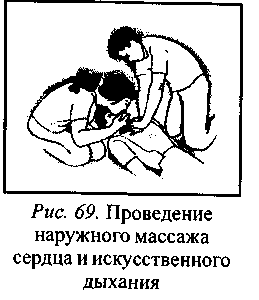 Рис. 69. Проведение
наружного массажа
сердца и искусственного
дыхания